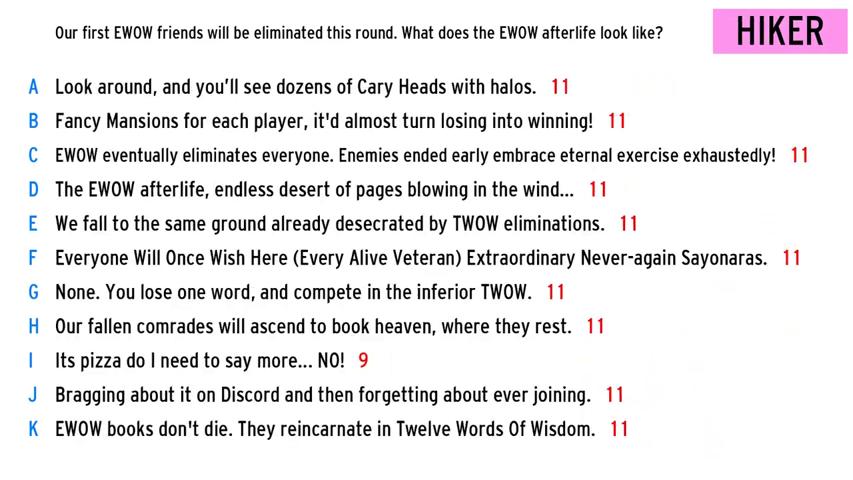 Our first EWOW friends will be eliminated this round. What does the EWOW afterlife look like? HIKER
A Look around, and you'll see dozens of Cary Heads with halos. 11
B Fancy Mansions for each player, it'd almost turn losing into winning! 11
C EWOW eventually eliminates everyone. Enemies ended early embrace eternal exercise exhaustedly! 11
D The EWOW afterlife, endless desert of pages blowing in the wind... 11
E We fall to the same ground already desecrated by TWOW eliminations. 11
F Everyone Will Once Wish Here (Every Alive Veteran) Extraordinary Never-again Sayonaras. 11
G None. You lose one word, and compete in the inferior TWOW. 11
H Our fallen comrades will ascend to book heaven, where they rest. 11
I Its pizza do I need to say more... NO! 9
J Bragging about it on Discord and then forgetting about ever joining. 11
K EWOW books don't die. They reincarnate in Twelve Words Of Wisdom. 11